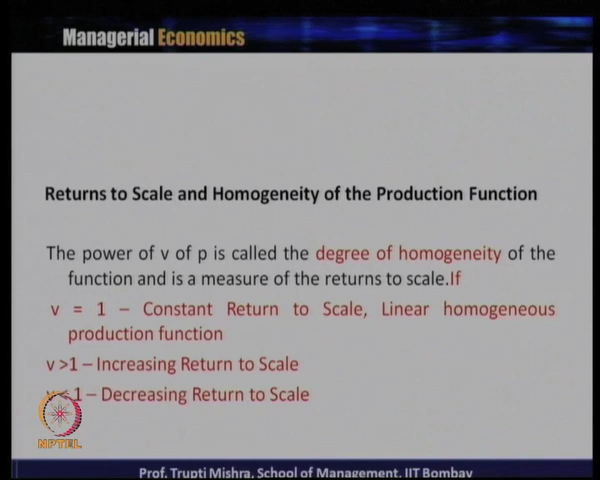 Managerial Economics
Returns to Scale and Homogeneity of the Production Function
The power of v of p is called the degree of homogeneity of the
function and is a measure of the returns to scale.If
v = 1 – Constant Return to Scale, Linear homogeneous
production function
v >1 – Increasing Return to Scale
v < 1 – Decreasing Return to Scale
NPTEL
Prof. Trupti Mishra, School of Management, IIT Bombay